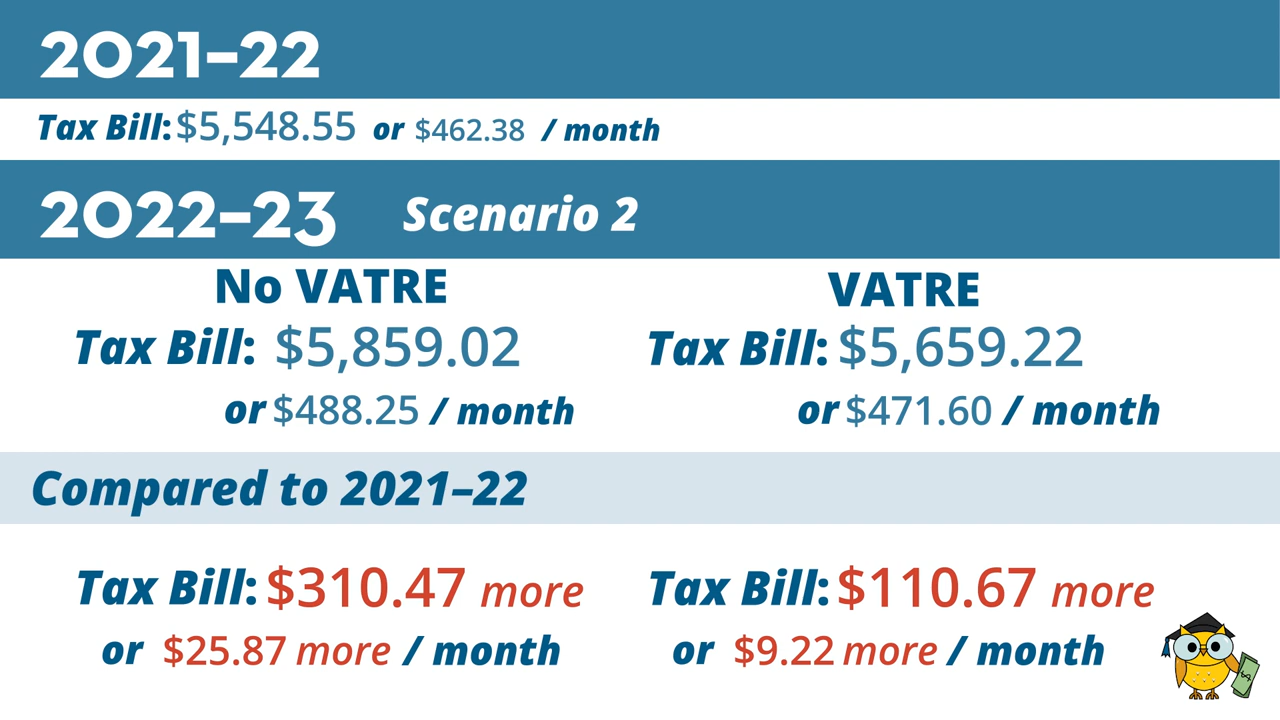 2021–22
Tax Bill: $5,548.55 or $462.38 / month
2022–23 Scenario 2
No VATRE
Tax Bill: $5,859.02
or $488.25 / month
VATRE
Tax Bill: $5,659.22
or $471.60 / month
Compared to 2021–22
Tax Bill: $310.47 more
or $25.87 more / month
Tax Bill: $110.67 more
or $9.22 more / month
$